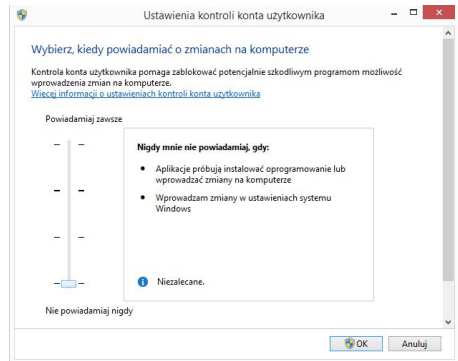 Ustawienia kontroli konta użytkownika
Wybierz, kiedy powiadamiać o zmianach na komputerze
Kontrola konta użytkownika pomaga zablokować potencjalnie szkodliwym programom możliwość
wprowadzenia zmian na komputerze.
Więcej informacji o ustawieniach kontroli konta użytkownika
Powiadamiaj zawsze
Nigdy mnie nie powiadamiaj, gdy:
Aplikacje próbują instalować oprogramowanie lub
wprowadzać zmiany na komputerze
Wprowadzam zmiany w ustawieniach systemu
Windows
Niezalecane.
Nie powiadamiaj nigdy
OK
Anuluj